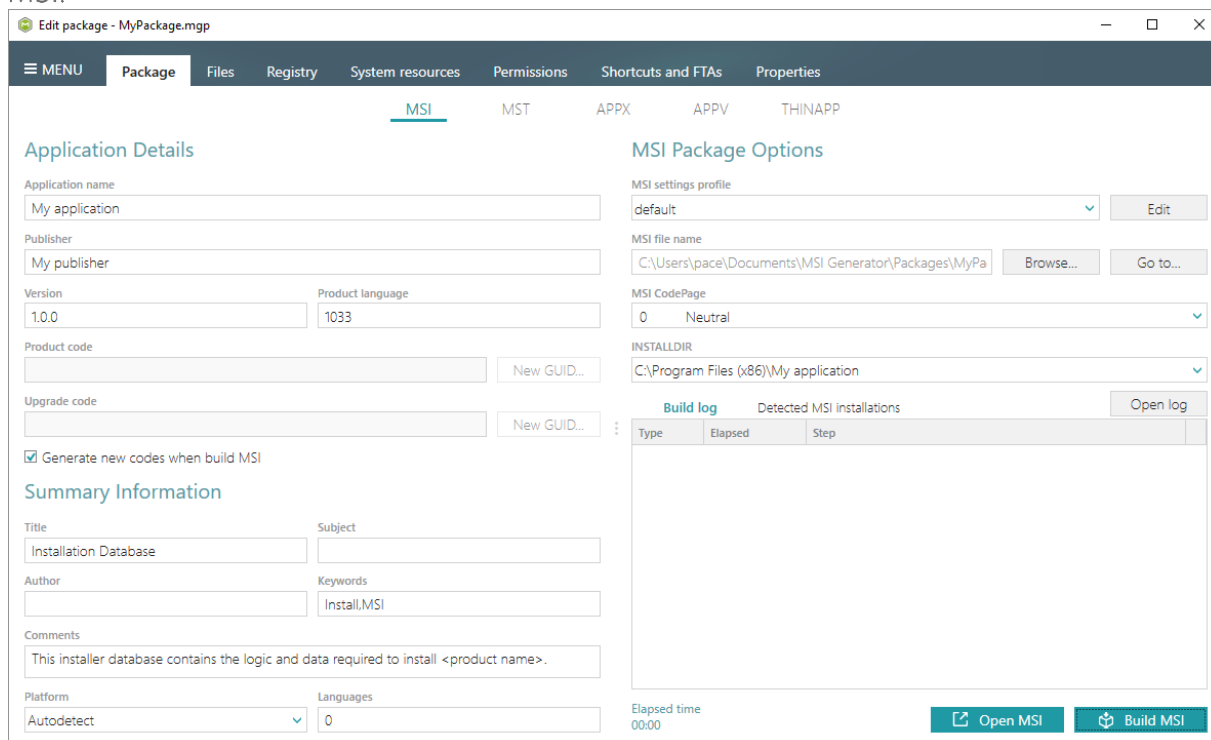 Edit package - MyPackage.mgp
MENU Package Files Registry System resources Permissions Shortcuts and FTAs Properties
MSI MST APPX APPV THINAPP
Application Details
Application name
My application
Publisher
My publisher
Version Product language
1.0.0 1033
Product code
New GUID...
Upgrade code
New GUID...
Generate new codes when build MSI
Summary Information
Title Subject
Installation Database
Author Keywords
Install,MSI
Comments
This installer database contains the logic and data required to install <product name>.
Platform Languages
Autodetect 0
MSI Package Options
MSI settings profile
default Edit
MSI file name
C:\Users\pace\Documents\MSI Generator\Packages\MyPa Browse... Go to...
MSI CodePage
0 Neutral
INSTALLDIR
C:\Program Files (x86)\My application
Build log Detected MSI installations Open log
Type Elapsed Step
Elapsed time
00:00
Open MSI Build MSI